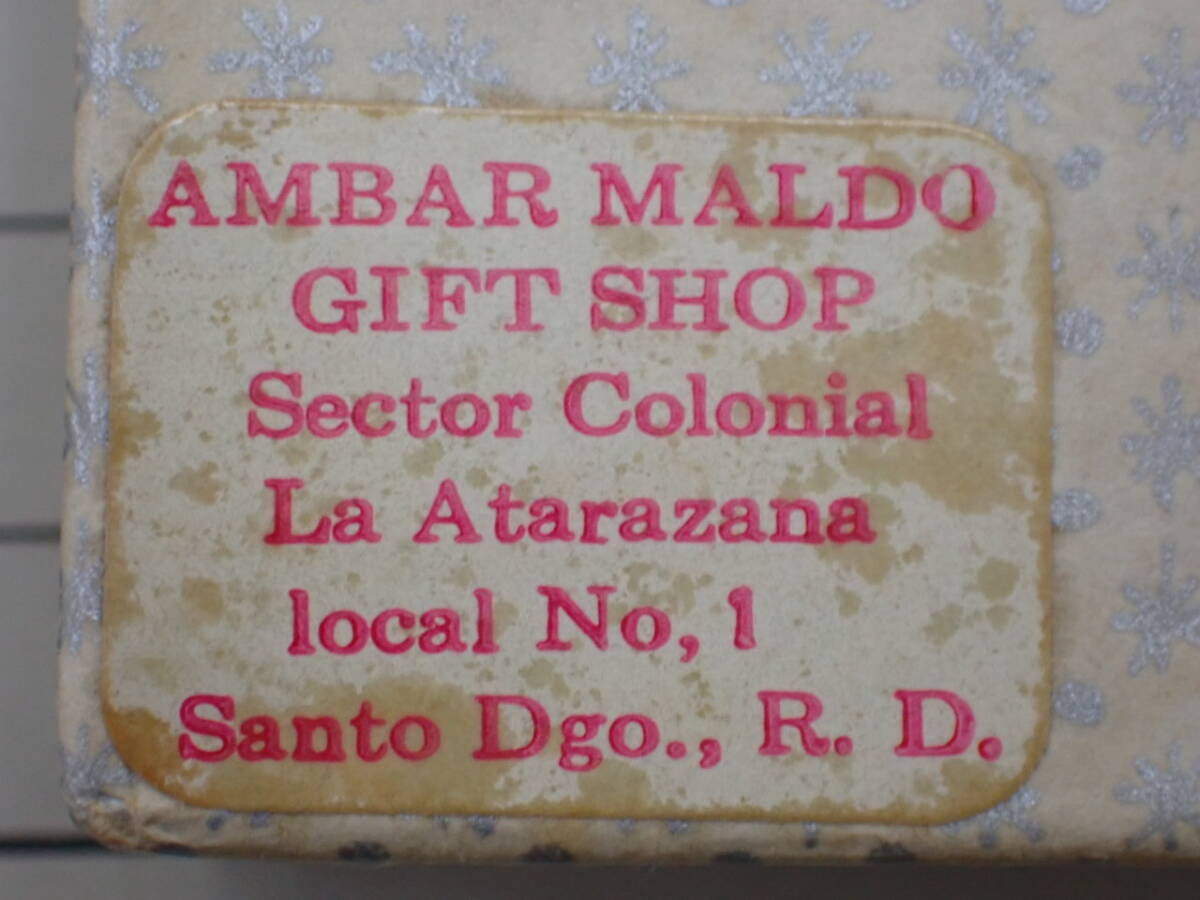 AMBAR MALDO
GIFT SHOP
Sector Colonial
La Atarazana
local No, 1
Santo Dgo., R. D.